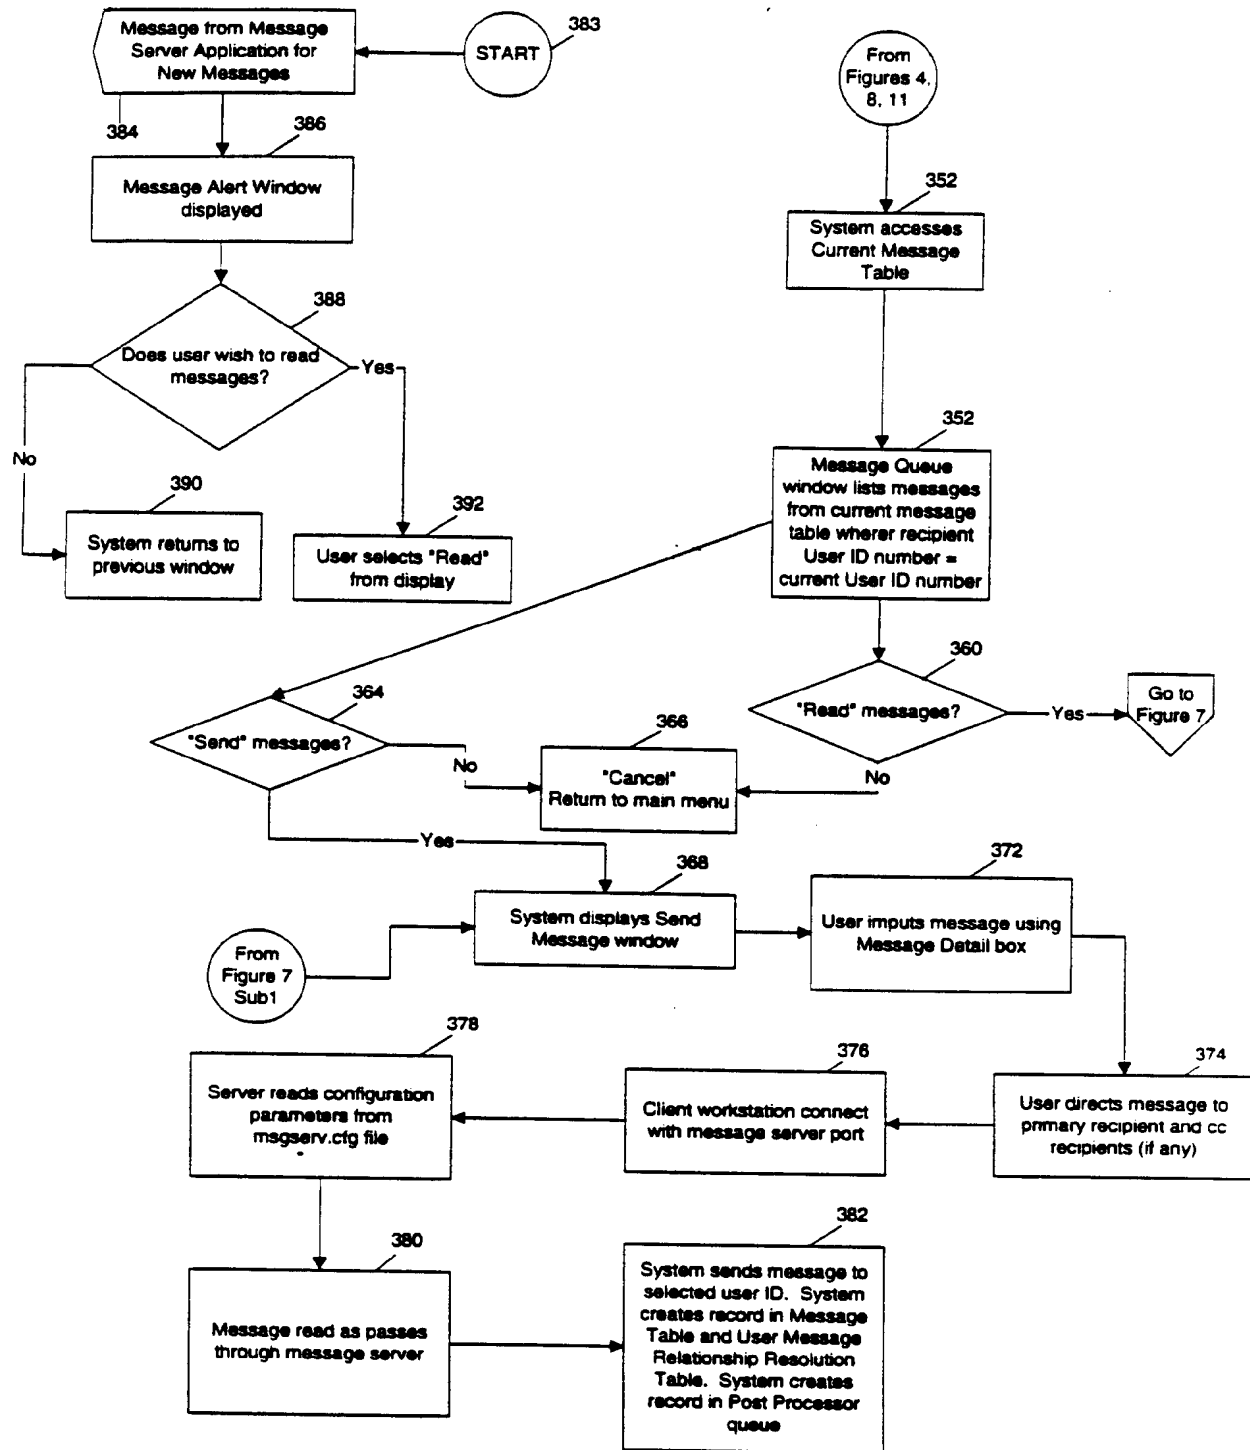 Message from Message
Server Application for
New Messages
START
383
384
386
Message Alert Window
displayed
388
Does user wish to read
messages?
Yes
No
390
System returns to
previous window
392
User selects "Read"
from display
From
Figures 4,
8, 11
352
System accesses
Current Message
Table
352
Message Queue
window lists messages
from current message
table wherer recipient
User ID number =
current User ID number
360
"Read" messages?
Yes
Go to
Figure 7
No
364
"Send" messages?
No
366
"Cancel"
Return to main menu
Yes
368
System displays Send
Message window
From
Figure 7
Sub1
372
User imputs message using
Message Detail box
374
User directs message to
primary recipient and cc
recipients (if any)
376
Client workstation connect
with message server port
378
Server reads configuration
parameters from
msgserv.cfg file
380
Message read as passes
through message server
382
System sends message to
selected user ID. System
creates record in Message
Table and User Message
Relationship Resolution
Table. System creates
record in Post Processor
queue